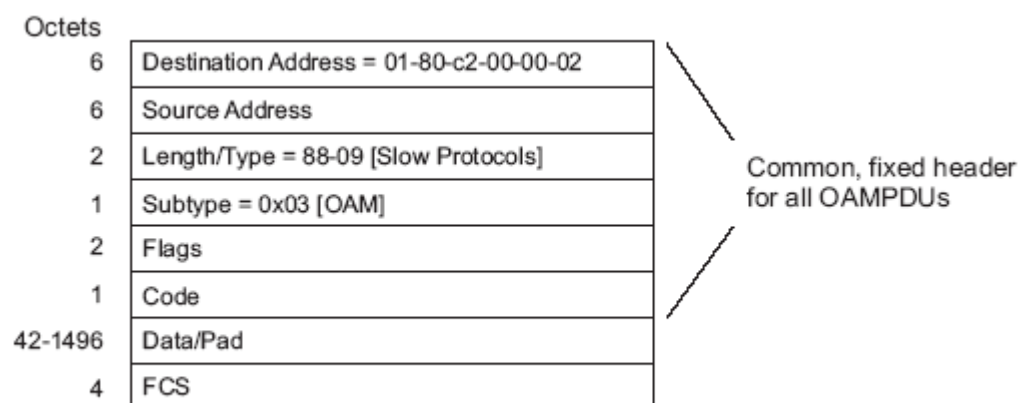 Octets
6 Destination Address = 01-80-c2-00-00-02
6 Source Address
2 Length/Type = 88-09 [Slow Protocols]
1 Subtype = 0x03 [OAM]
2 Flags
1 Code
42-1496 Data/Pad
4 FCS
Common, fixed header
for all OAMPDUs